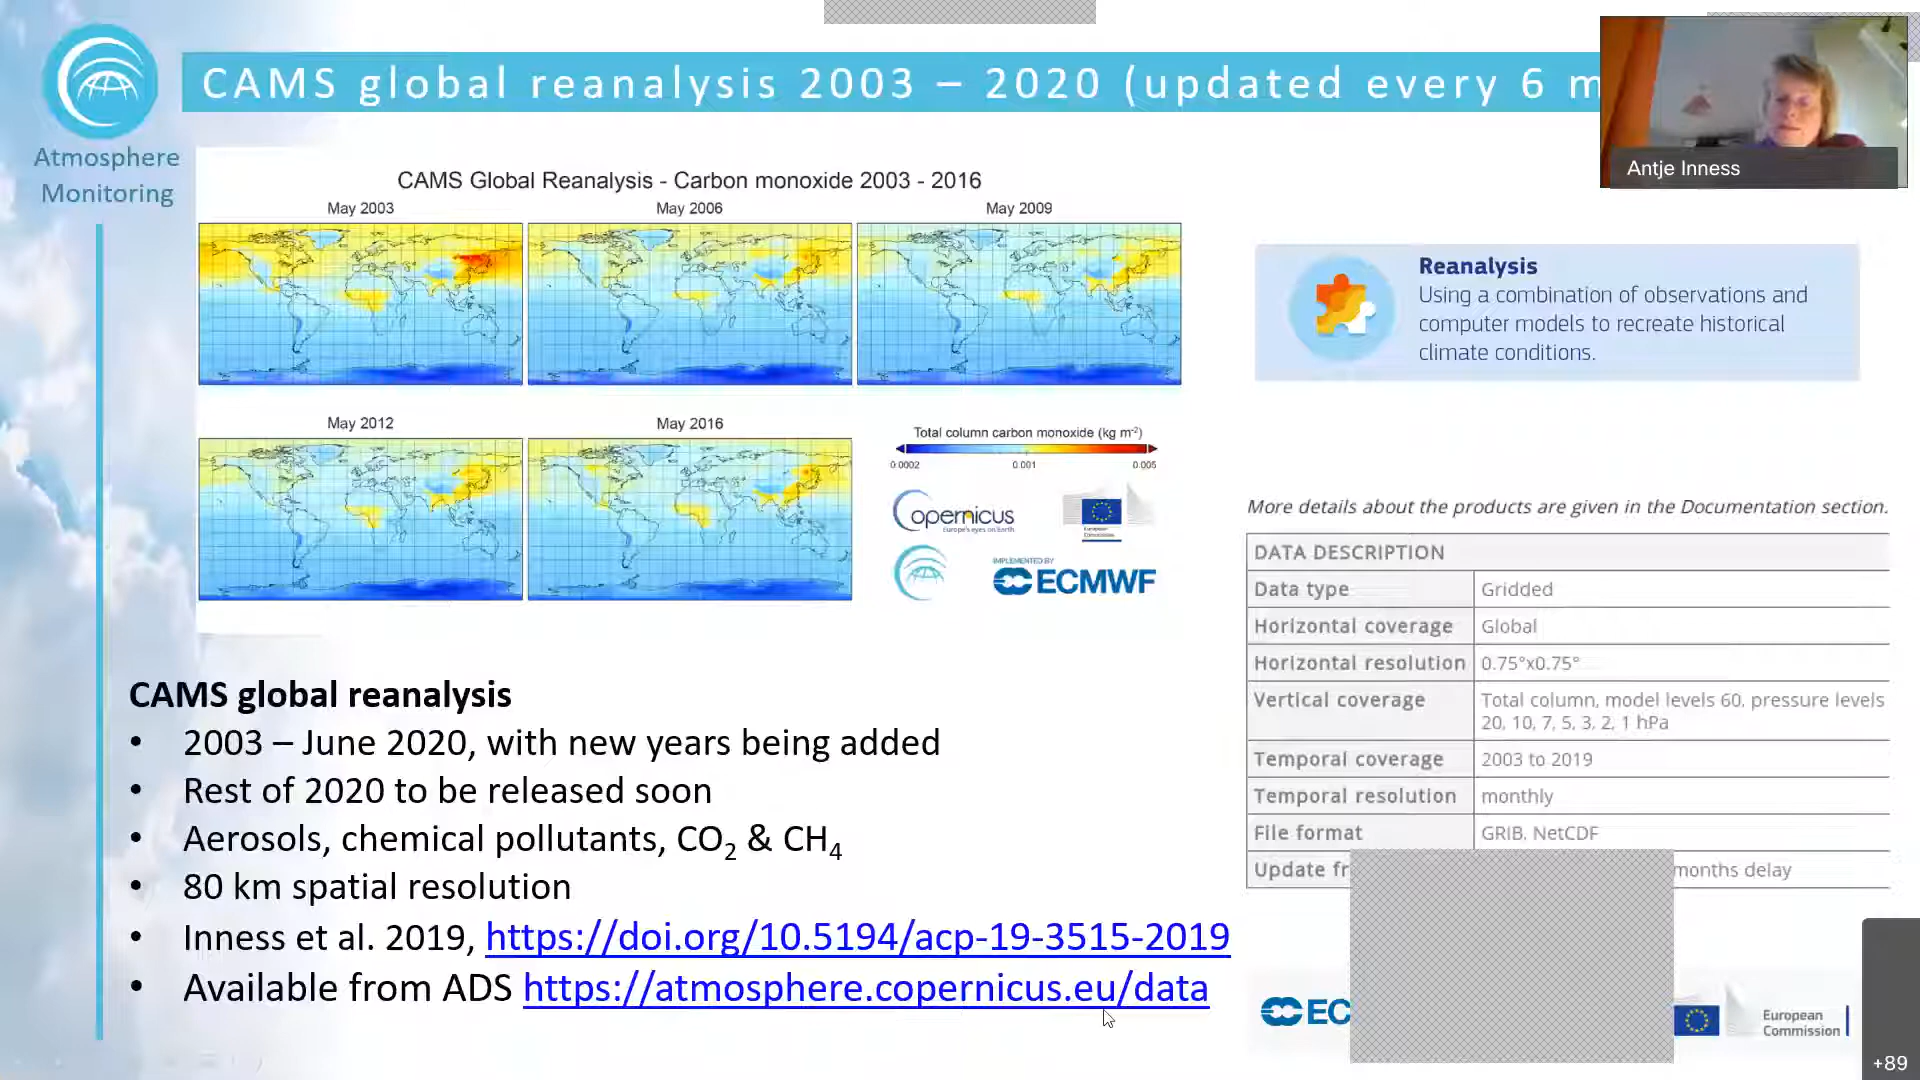 CAMS global reanalysis 2003 – 2020 (updated every 6 m
Antje Inness
Atmosphere
Monitoring
CAMS Global Reanalysis - Carbon monoxide 2003 - 2016
May 2003
May 2006
May 2009
May 2012
May 2016
Total column carbon monoxide (kg m-2)
0.0002
0.001
0.005
opernicus
Europe's eyes on Earth
European
Commission
IMPLEMENTED BY
ECMWF
Reanalysis
Using a combination of observations and
computer models to recreate historical
climate conditions.
More details about the products are given in the Documentation section.
DATA DESCRIPTION
Data type Gridded
Horizontal coverage Global
Horizontal resolution 0.75°x0.75°
Vertical coverage Total column, model levels 60, pressure levels
20, 10, 7, 5, 3, 2, 1 hPa
Temporal coverage 2003 to 2019
Temporal resolution monthly
File format GRIB, NetCDF
Update fr months delay
CAMS global reanalysis
• 2003 – June 2020, with new years being added
• Rest of 2020 to be released soon
• Aerosols, chemical pollutants, CO2 & CH4
• 80 km spatial resolution
• Inness et al. 2019, https://doi.org/10.5194/acp-19-3515-2019
• Available from ADS https://atmosphere.copernicus.eu/data
EC
European
Commission
+89